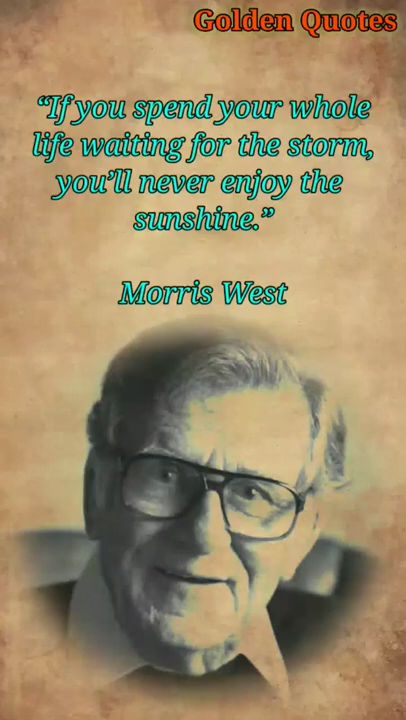 Golden Quotes
“If you spend your whole
life waiting for the storm,
you’ll never enjoy the
sunshine.”
Morris West